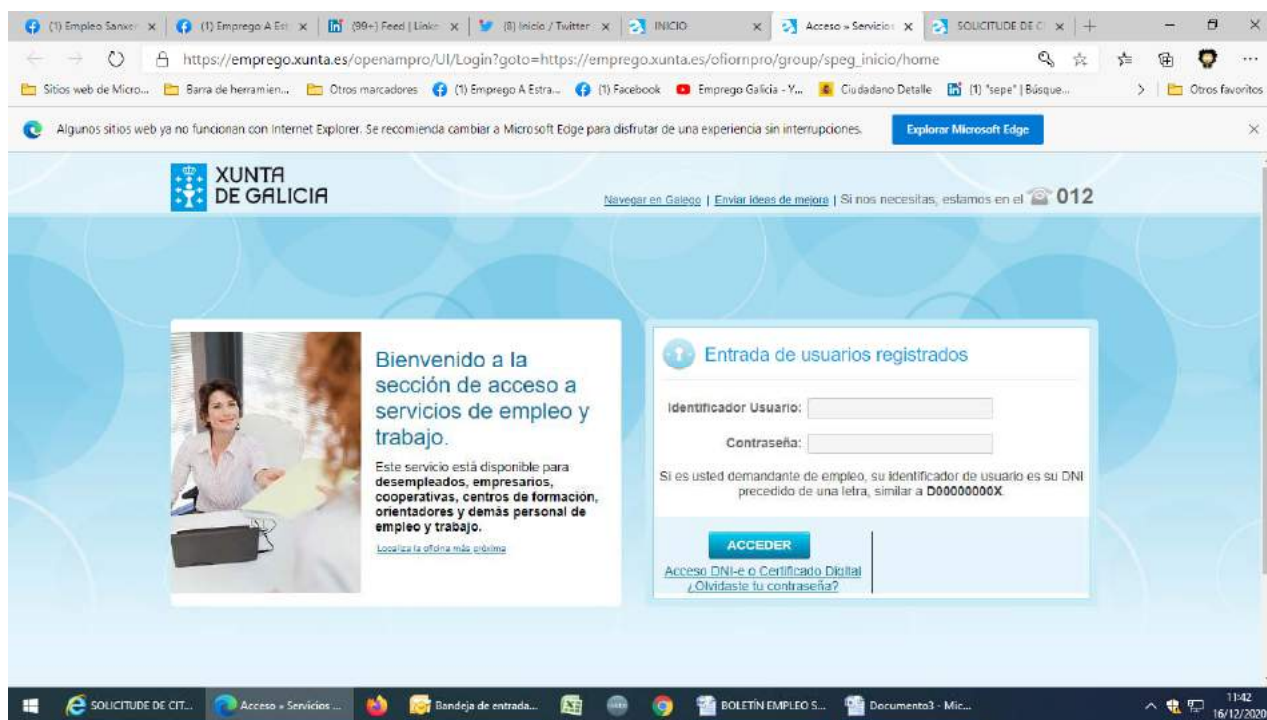 (1) Empleo Sanxen
(1) Emprego A Est
(99+) Feed | Linke
(8) Inicio / Twitter
INICIO
Acceso » Servicios
SOLICITUDE DE CI
https://emprego.xunta.es/openampro/UI/Login?goto=https://emprego.xunta.es/ofiornpro/group/speg_inicio/home
Sitios web de Micro...
Barra de herramien...
Otros marcadores
(1) Emprego A Estra...
(1) Facebook
Emprego Galicia - Y...
Ciudadano Detalle
(1) "sepe" | Búsque...
Otros favoritos
Algunos sitios web ya no funcionan con Internet Explorer. Se recomienda cambiar a Microsoft Edge para disfrutar de una experiencia sin interrupciones.
Explorar Microsoft Edge
XUNTA
DE GALICIA
Navegar en Galego | Enviar ideas de mejora | Si nos necesitas, estamos en el 012
Bienvenido a la
sección de acceso a
servicios de empleo y
trabajo.
Este servicio está disponible para
desempleados, empresarios,
cooperativas, centros de formación,
orientadores y demás personal de
empleo y trabajo.
Localiza la oficina más próxima
Entrada de usuarios registrados
Identificador Usuario:
Contraseña:
Si es usted demandante de empleo, su identificador de usuario es su DNI
precedido de una letra, similar a D00000000X.
ACCEDER
Acceso DNI-e o Certificado Digital
¿Olvidaste tu contraseña?
SOLICITUDE DE CIT...
Acceso » Servicios ...
Bandeja de entrada...
BOLETÍN EMPLEO S...
Documento3 - Mic...
11:42
16/12/2020